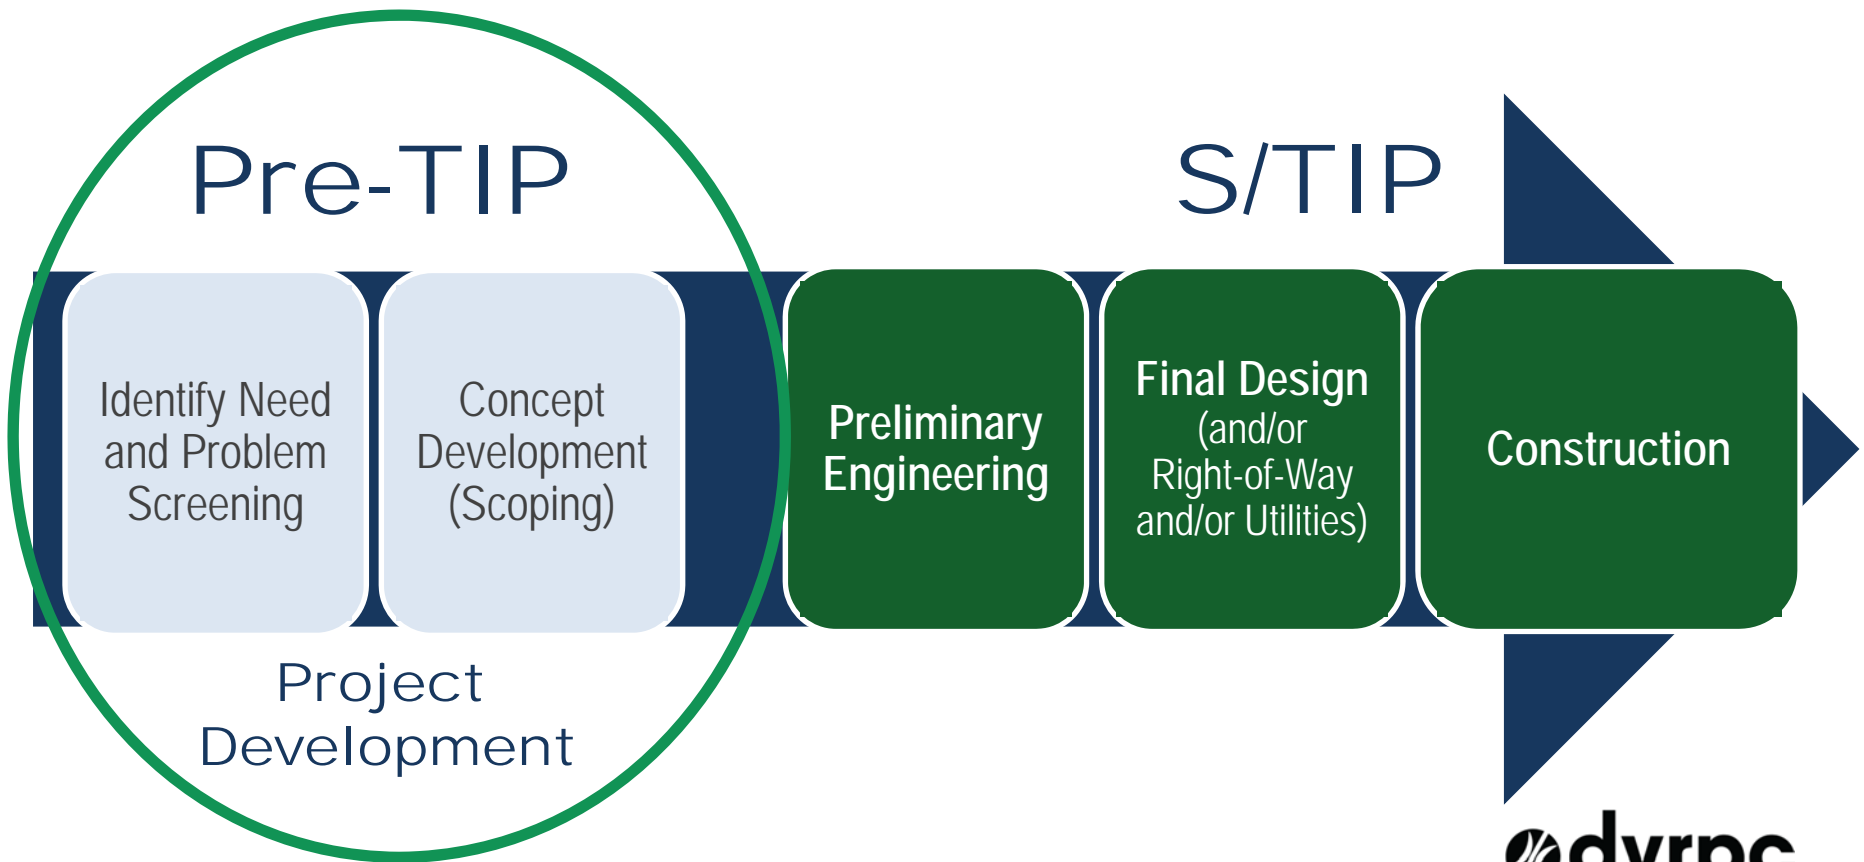 Pre-TIP
S/TIP
Identify Need
and Problem
Screening
Concept
Development
(Scoping)
Preliminary
Engineering
Final Design
(and/or
Right-of-Way
and/or Utilities)
Construction
Project
Development
dvrpc